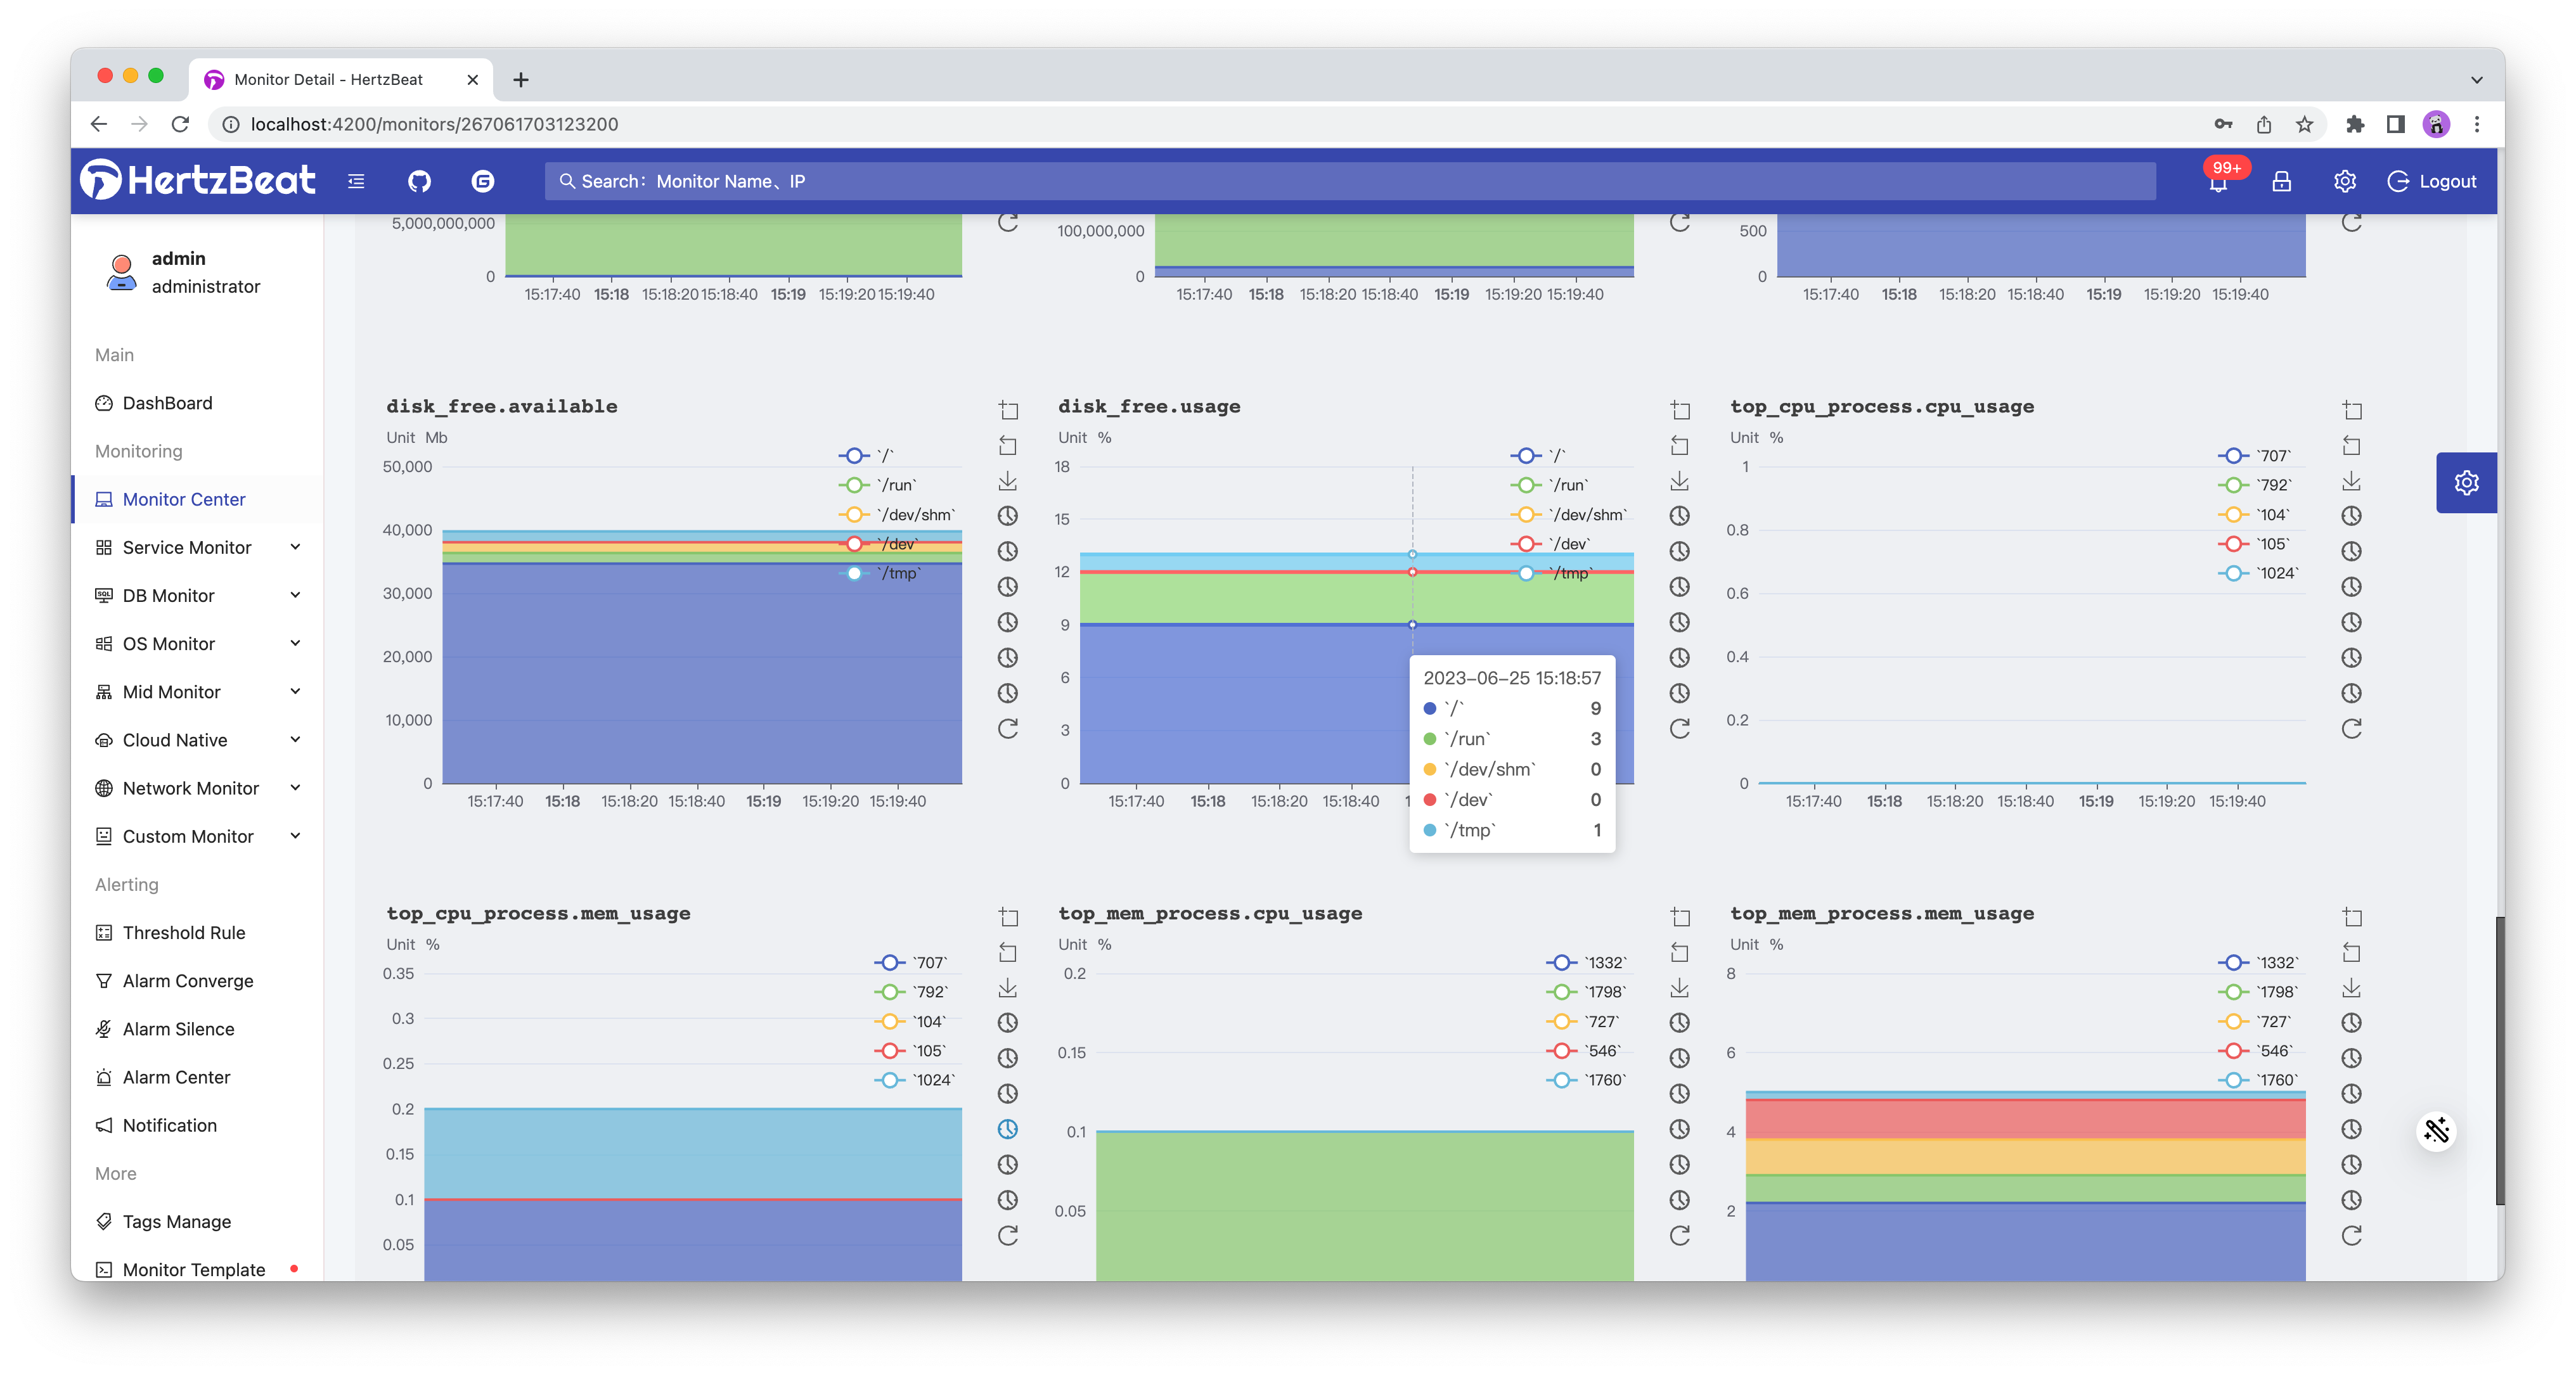 Monitor Detail - HertzBeat
localhost:4200/monitors/267061703123200
HertzBeat
Search： Monitor Name、IP
99+
Logout
admin
administrator
Main
DashBoard
Monitoring
Monitor Center
Service Monitor
DB Monitor
OS Monitor
Mid Monitor
Cloud Native
Network Monitor
Custom Monitor
Alerting
Threshold Rule
Alarm Converge
Alarm Silence
Alarm Center
Notification
More
Tags Manage
Monitor Template
5,000,000,000
0
15:17:40 15:18 15:18:20 15:18:40 15:19 15:19:20 15:19:40
100,000,000
0
15:17:40 15:18 15:18:20 15:18:40 15:19 15:19:20 15:19:40
500
0
15:17:40 15:18 15:18:20 15:18:40 15:19 15:19:20 15:19:40
disk_free.available
Unit Mb
`/`
`/run`
`/dev/shm`
`/dev`
`/tmp`
50,000
40,000
30,000
20,000
10,000
0
15:17:40 15:18 15:18:20 15:18:40 15:19 15:19:20 15:19:40
disk_free.usage
Unit %
`/`
`/run`
`/dev/shm`
`/dev`
`/tmp`
18
15
12
9
6
3
0
15:17:40 15:18 15:18:20 15:18:40
2023-06-25 15:18:57
`/` 9
`/run` 3
`/dev/shm` 0
`/dev` 0
`/tmp` 1
top_cpu_process.cpu_usage
Unit %
`707`
`792`
`104`
`105`
`1024`
1
0.8
0.6
0.4
0.2
0
15:17:40 15:18 15:18:20 15:18:40 15:19 15:19:20 15:19:40
top_cpu_process.mem_usage
Unit %
`707`
`792`
`104`
`105`
`1024`
0.35
0.3
0.25
0.2
0.15
0.1
0.05
top_mem_process.cpu_usage
Unit %
`1332`
`1798`
`727`
`546`
`1760`
0.2
0.15
0.1
0.05
top_mem_process.mem_usage
Unit %
`1332`
`1798`
`727`
`546`
`1760`
8
6
4
2